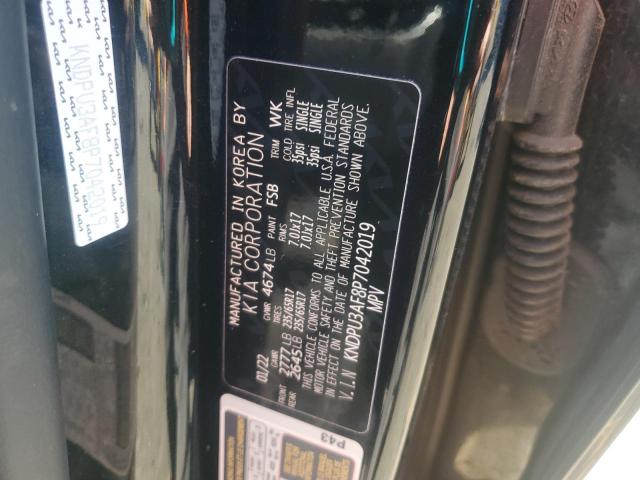 KNDPU3AF8P7042019
MANUFACTURED IN KOREA BY
KIA CORPORATION
01/22 GVWR 4674LB PAINT FSB TRIM WK
GAWR RIMS COLD TIRE INFL
FRONT 2777LB 235/65R17 7.0Jx17 35psi SINGLE
REAR 2645LB 235/65R17 7.0Jx17 35psi SINGLE
THIS VEHICLE CONFORMS TO ALL APPLICABLE U.S.A. FEDERAL
MOTOR VEHICLE SAFETY AND THEFT PREVENTION STANDARDS
IN EFFECT ON THE DATE OF MANUFACTURE SHOWN ABOVE.
V.I.N KNDPU3AF8P7042019
MPV
P43